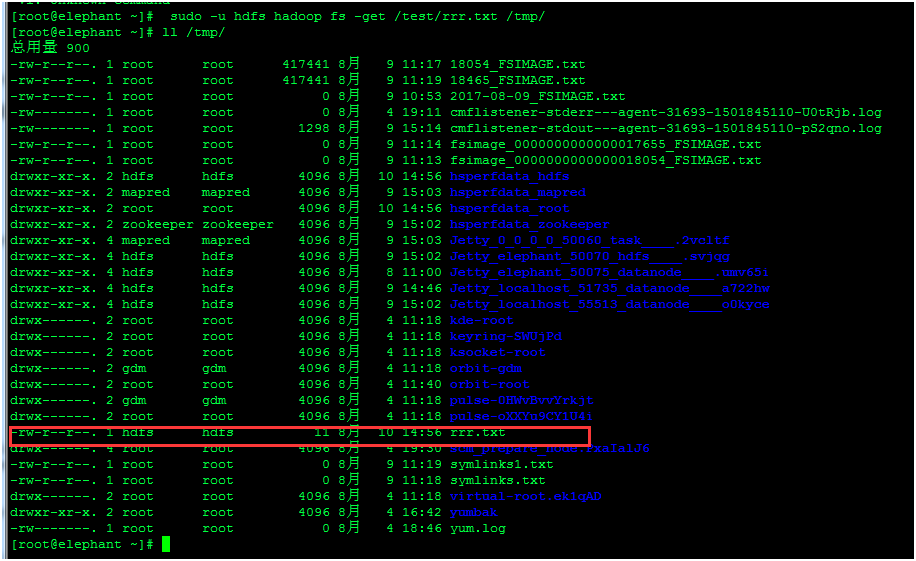 [root@elephant ~]#  sudo -u hdfs hadoop fs -get /test/rrr.txt /tmp/
[root@elephant ~]# ll /tmp/
总用量 900
-rw-r--r--. 1 root      root      417441 8月   9 11:17 18054_FSIMAGE.txt
-rw-r--r--. 1 root      root      417441 8月   9 11:19 18465_FSIMAGE.txt
-rw-r--r--. 1 root      root           0 8月   9 10:53 2017-08-09_FSIMAGE.txt
-rw-------. 1 root      root           0 8月   4 19:11 cmflistener-stderr---agent-31693-1501845110-U0tRjb.log
-rw-------. 1 root      root        1298 8月   9 15:14 cmflistener-stdout---agent-31693-1501845110-pS2qno.log
-rw-r--r--. 1 root      root           0 8月   9 11:14 fsimage_0000000000000017655_FSIMAGE.txt
-rw-r--r--. 1 root      root           0 8月   9 11:13 fsimage_0000000000000018054_FSIMAGE.txt
drwxr-xr-x. 2 hdfs      hdfs        4096 8月  10 14:56 hsperfdata_hdfs
drwxr-xr-x. 2 mapred    mapred      4096 8月   9 15:03 hsperfdata_mapred
drwxr-xr-x. 2 root      root        4096 8月  10 14:56 hsperfdata_root
drwxr-xr-x. 2 zookeeper zookeeper   4096 8月   9 15:02 hsperfdata_zookeeper
drwxr-xr-x. 4 mapred    mapred      4096 8月   9 15:03 Jetty_0_0_0_0_50060_task____.2voltf
drwxr-xr-x. 4 hdfs      hdfs        4096 8月   9 15:02 Jetty_elephant_50070_hdfs____.svjqg
drwxr-xr-x. 4 hdfs      hdfs        4096 8月   8 11:00 Jetty_elephant_50075_datanode____.umv65i
drwxr-xr-x. 4 hdfs      hdfs        4096 8月   9 14:46 Jetty_localhost_51735_datanode____a722hw
drwxr-xr-x. 4 hdfs      hdfs        4096 8月   9 15:02 Jetty_localhost_55513_datanode____o0kyoe
drwx------. 2 root      root        4096 8月   4 11:18 kde-root
drwx------. 2 root      root        4096 8月   4 11:18 keyring-SWUjPd
drwx------. 2 root      root        4096 8月   4 11:18 ksocket-root
drwx------. 2 gdm       gdm         4096 8月   4 11:18 orbit-gdm
drwx------. 2 root      root        4096 8月   4 11:40 orbit-root
drwx------. 2 gdm       gdm         4096 8月   4 11:18
drwx------. 2 root      root        4096 8月   4 11:18
-rw-r--r--. 1 hdfs      hdfs          11 8月  10 14:56 rrr.txt
drwx------. 4 root      root        4096 8月   4 19:30
-rw-r--r--. 1 root      root           0 8月   9 11:19 symlinks1.txt
-rw-r--r--. 1 root      root           0 8月   9 11:18 symlinks.txt
drwx------. 2 root      root        4096 8月   4 11:18 virtual-root.ek1qAD
drwxr-xr-x. 2 root      root        4096 8月   4 16:42 yumbak
-rw-------. 1 root      root           0 8月   4 18:46 yum.log
[root@elephant ~]#